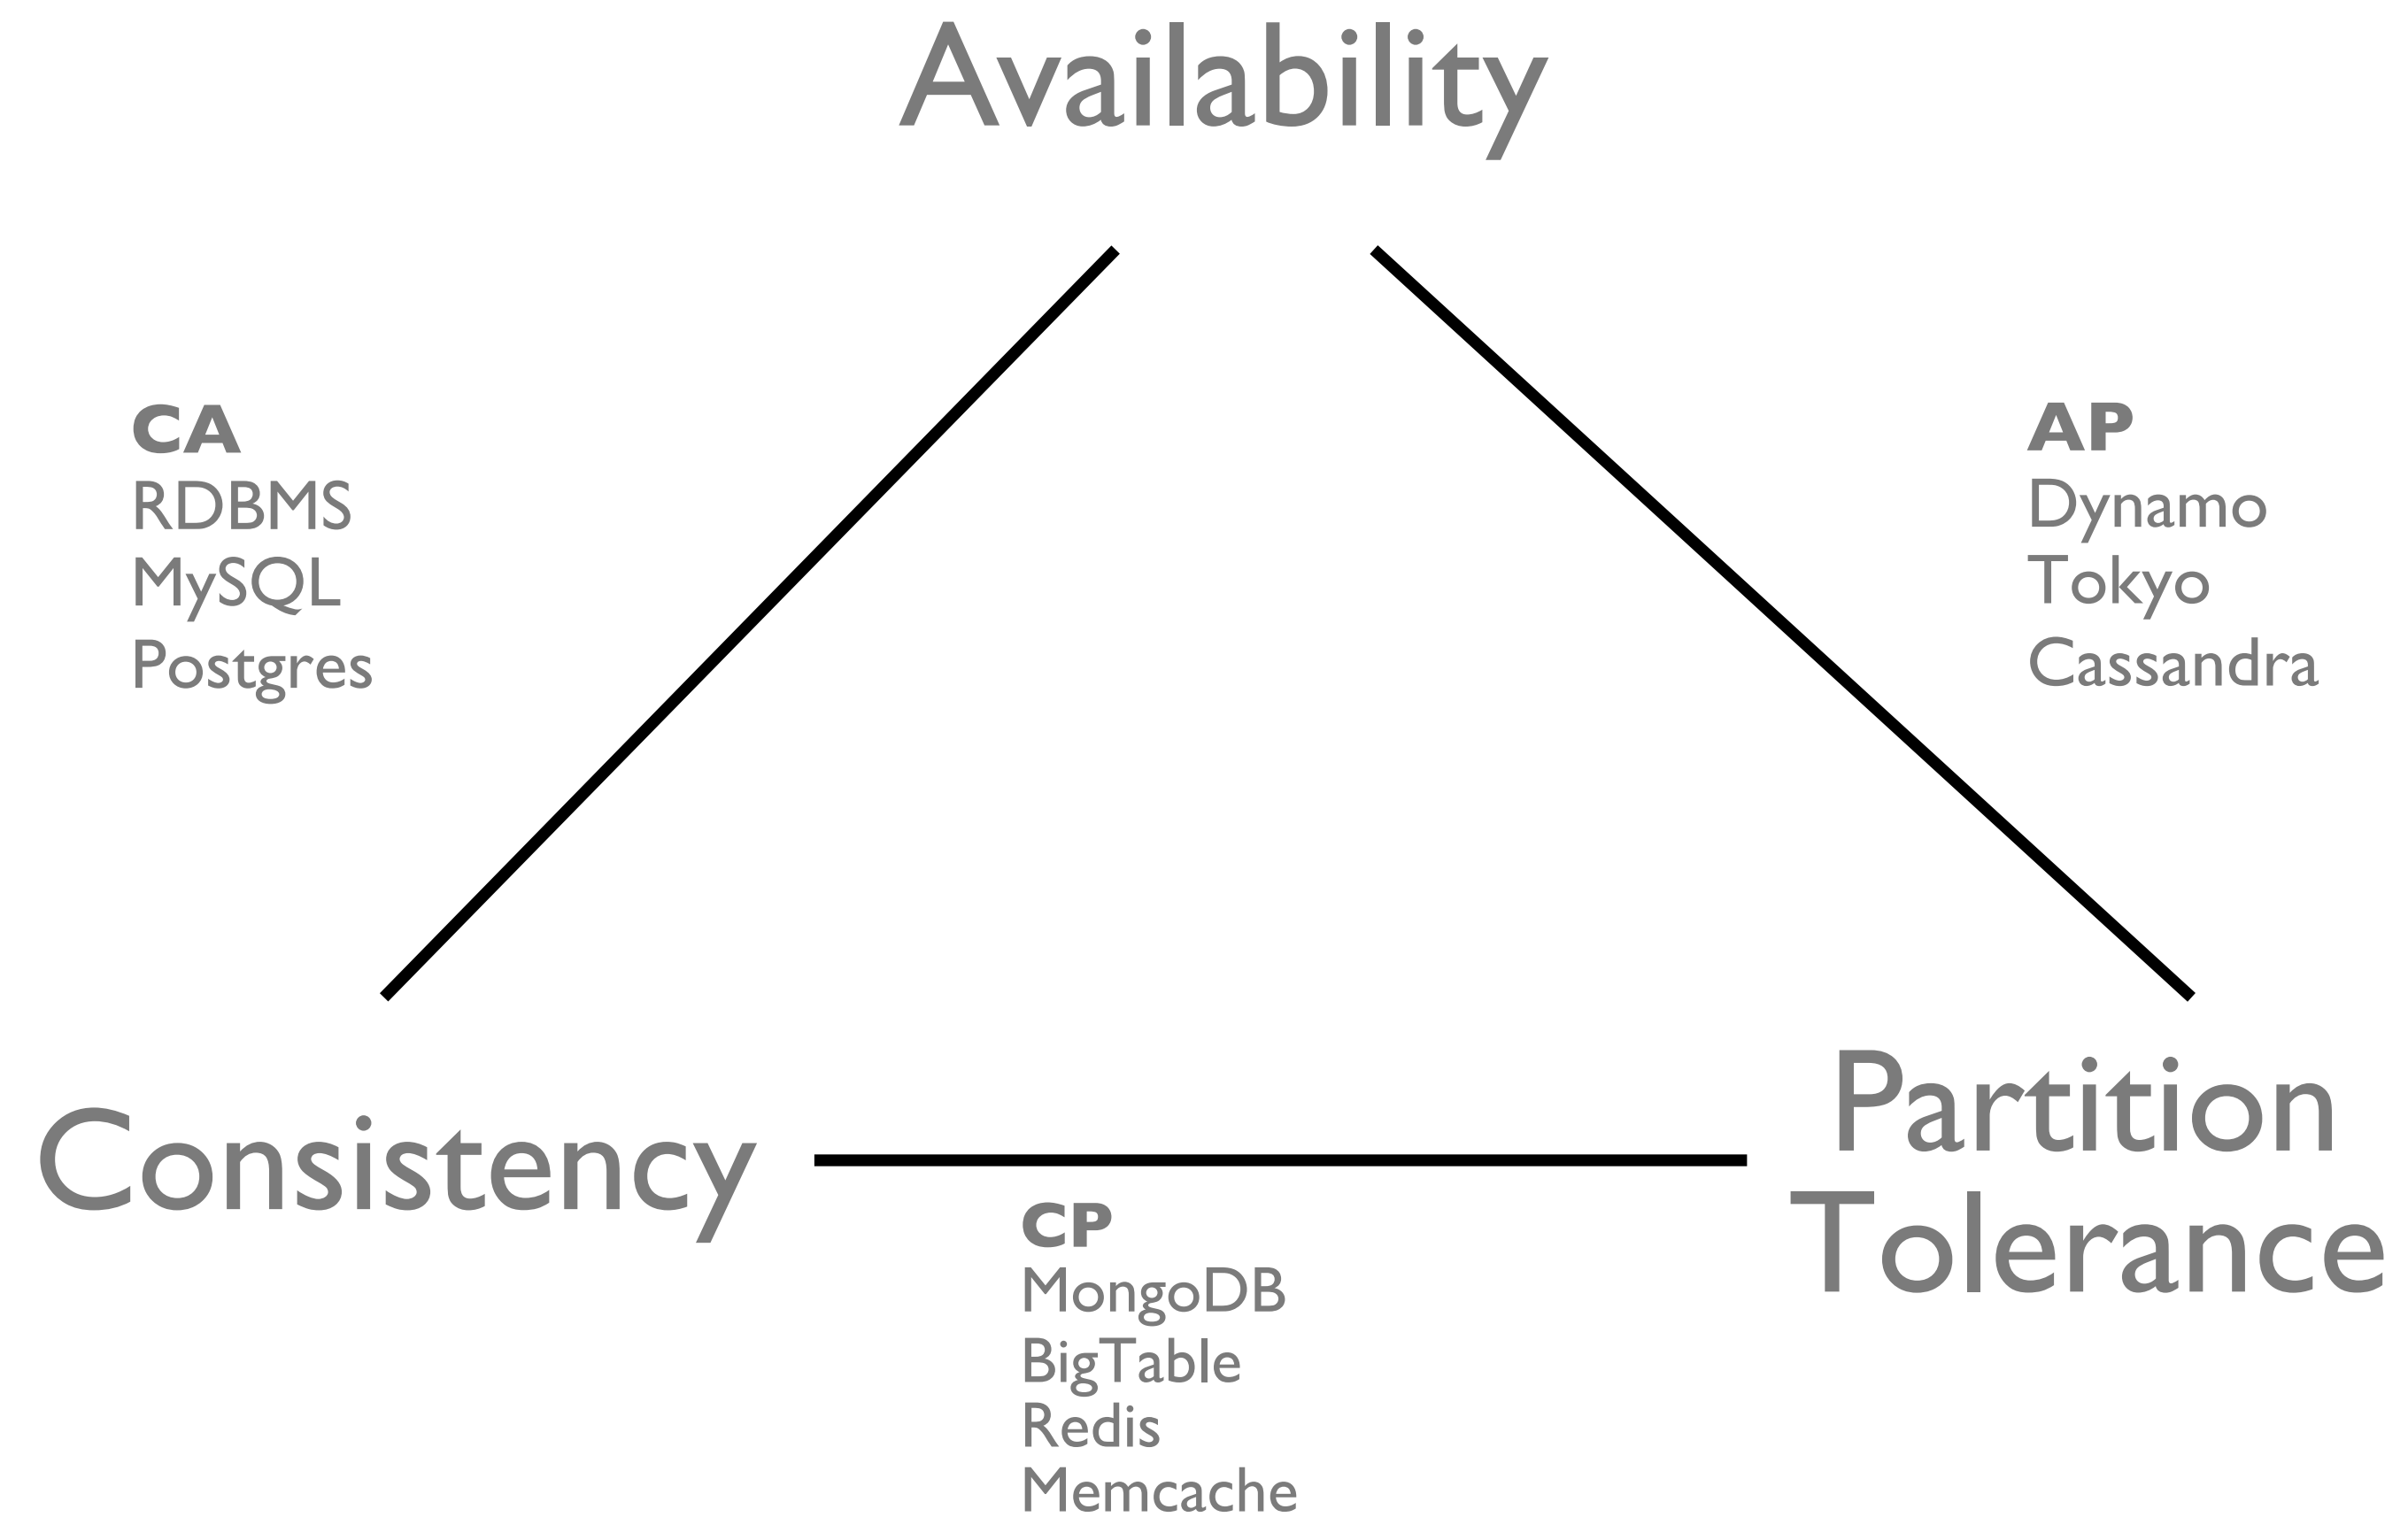 Availability
CA
RDBMS
MySQL
Postgres
AP
Dynamo
Tokyo
Cassandra
Consistency
Partition
Tolerance
CP
MongoDB
BigTable
Redis
Memcache